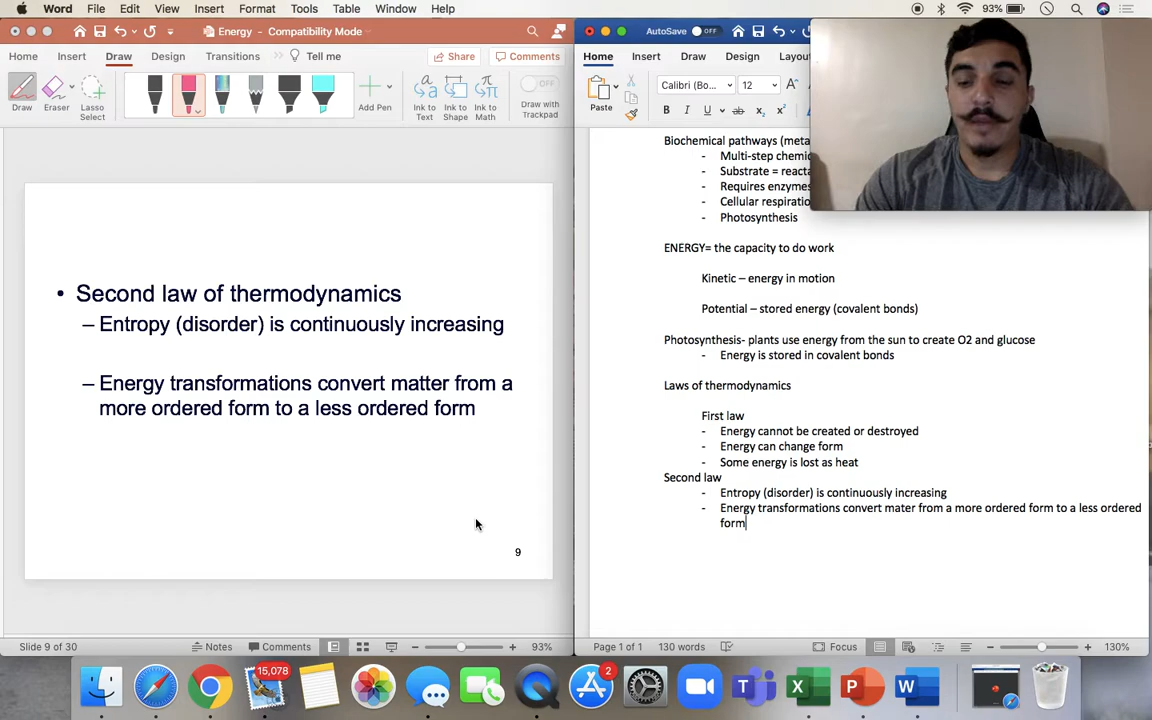 Word File Edit View Insert Format Tools Table Window Help 93%
Energy - Compatibility Mode
Home Insert Draw Design Transitions Tell me Share Comments
Draw Eraser Lasso Select Add Pen Ink to Text Ink to Shape Ink to Math OFF Draw with Trackpad
• Second law of thermodynamics
– Entropy (disorder) is continuously increasing
– Energy transformations convert matter from a
more ordered form to a less ordered form
9
Slide 9 of 30 Notes Comments 93%
AutoSave OFF
Home Insert Draw Design
Paste Calibri (Bo... 12 A
B I U ab x₂ x²
Biochemical pathways
- Multi-step
- Substrate =
- Requires enzymes
- Cellular
- Photosynthesis
ENERGY= the capacity to do work
Kinetic – energy in motion
Potential – stored energy (covalent bonds)
Photosynthesis- plants use energy from the sun to create O2 and glucose
- Energy is stored in covalent bonds
Laws of thermodynamics
First law
- Energy cannot be created or destroyed
- Energy can change form
- Some energy is lost as heat
Second law
- Entropy (disorder) is continuously increasing
- Energy transformations convert mater from a more ordered form to a less ordered
form
Page 1 of 1 130 words Focus 130%
15,078 2